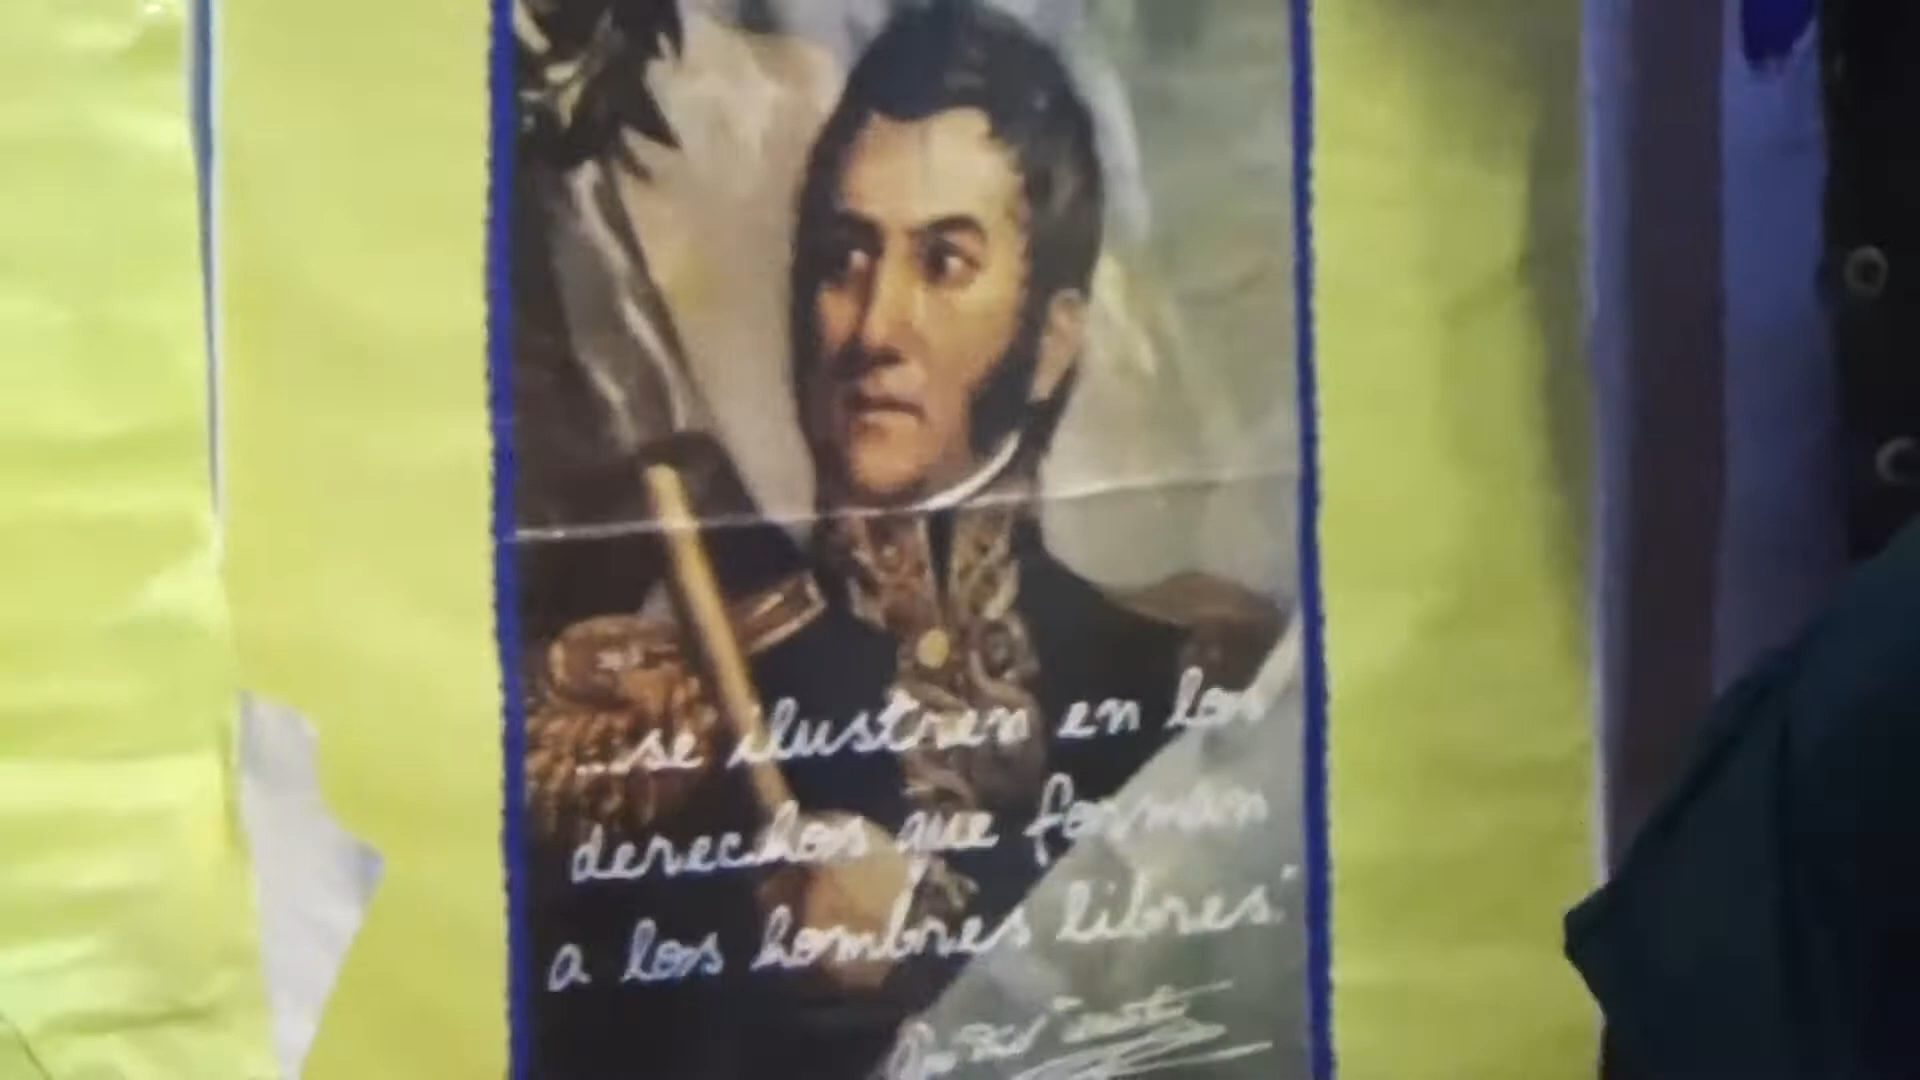 ...se ilustren en los
derechos que forman
a los hombres libres."